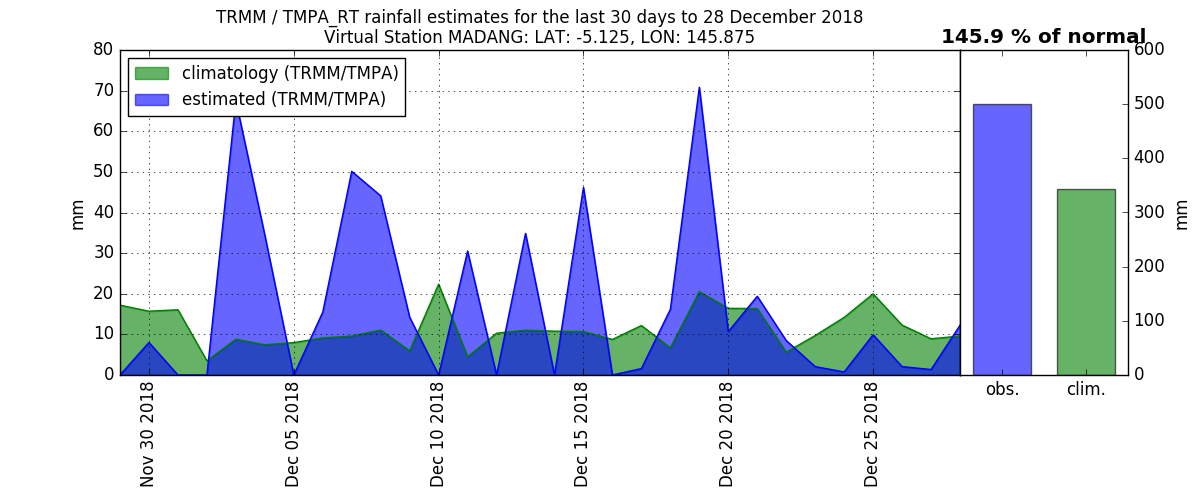 TRMM / TMPA_RT rainfall estimates for the last 30 days to 28 December 2018
Virtual Station MADANG: LAT: -5.125, LON: 145.875
145.9 % of normal
climatology (TRMM/TMPA)
estimated (TRMM/TMPA)
mm
80
70
60
50
40
30
20
10
0
Nov 30 2018
Dec 05 2018
Dec 10 2018
Dec 15 2018
Dec 20 2018
Dec 25 2018
obs.
clim.
600
500
400
300
200
100
0
mm